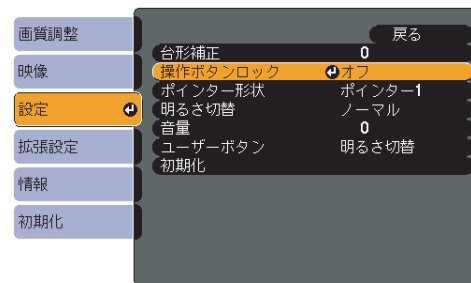 画質調整
映像
設定
拡張設定
情報
初期化
戻る
台形補正 0
操作ボタンロック オフ
ポインター形状 ポインター1
明るさ切替 ノーマル
音量 0
ユーザーボタン 明るさ切替
初期化